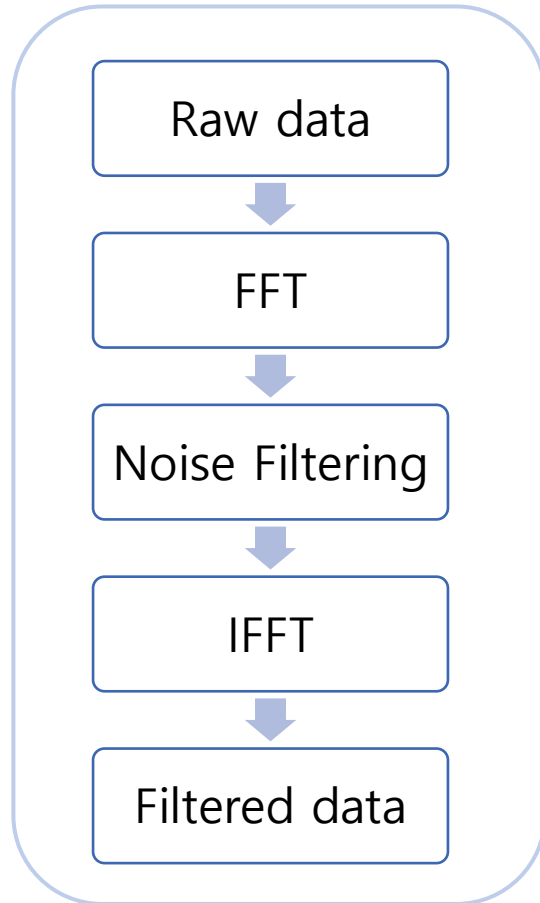 Raw data
FFT
Noise Filtering
IFFT
Filtered data